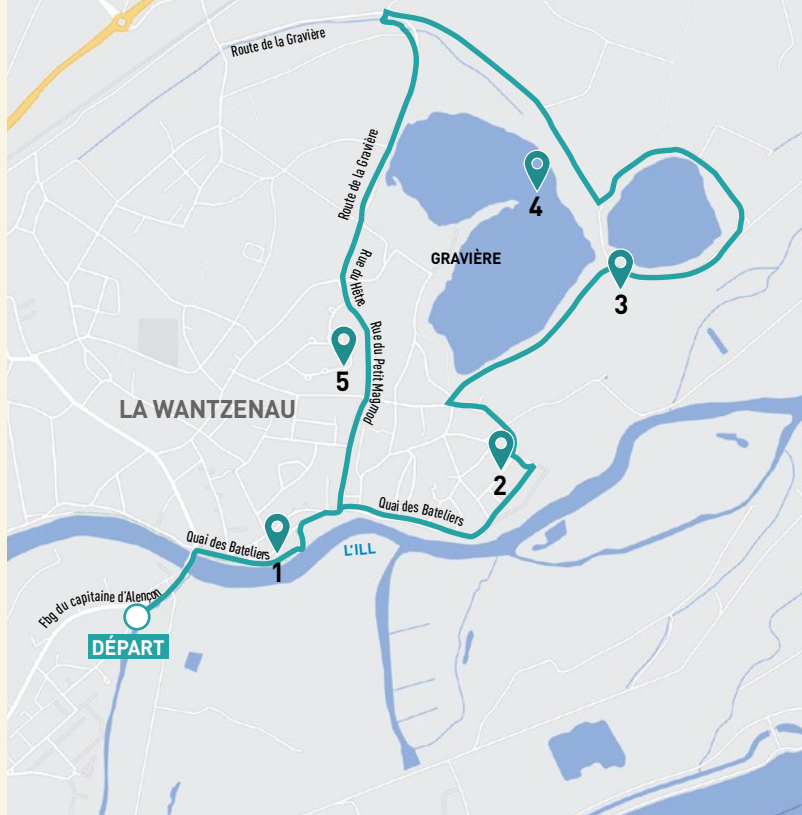 Route de la Gravière
Route de la Gravière
4
GRAVIÈRE
Rue du Hêtre
3
Rue du Petit Magmod
5
LA WANTZENAU
2
Quai des Bateliers
Quai des Bateliers
L'ILL
1
Fbg du capitaine d'Alençon
DÉPART